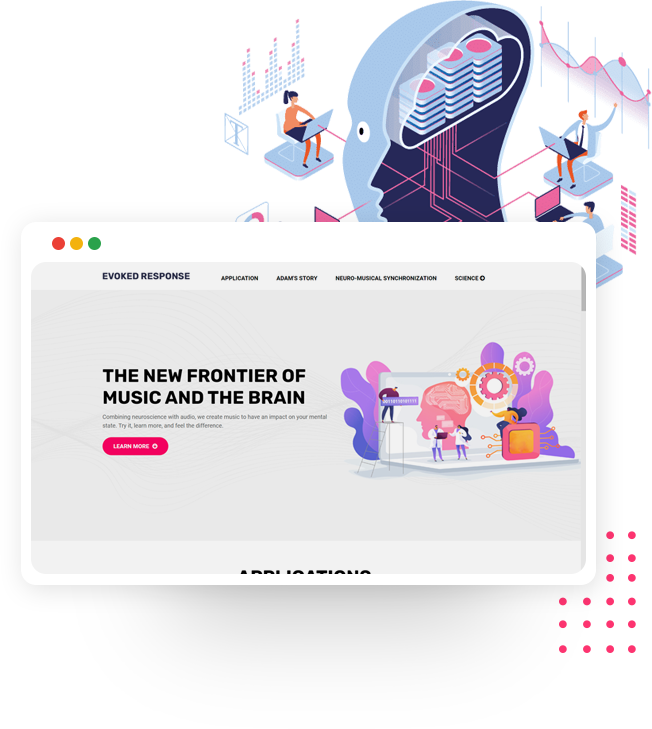 T
EVOKED RESPONSE APPLICATION ADAM'S STORY NEURO-MUSICAL SYNCHRONIZATION SCIENCE
THE NEW FRONTIER OF
MUSIC AND THE BRAIN
Combining neuroscience with audio, we create music to have an impact on your mental
state. Try it, learn more, and feel the difference.
LEARN MORE
APPLICATIONS